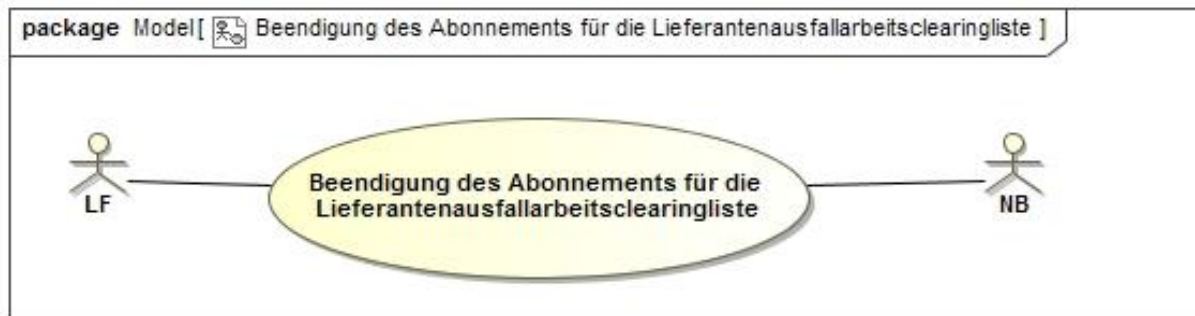 package Model[ Beendigung des Abonnements für die Lieferantenausfallarbeitsclearingliste ]
Beendigung des Abonnements für die
Lieferantenausfallarbeitsclearingliste
LF
NB